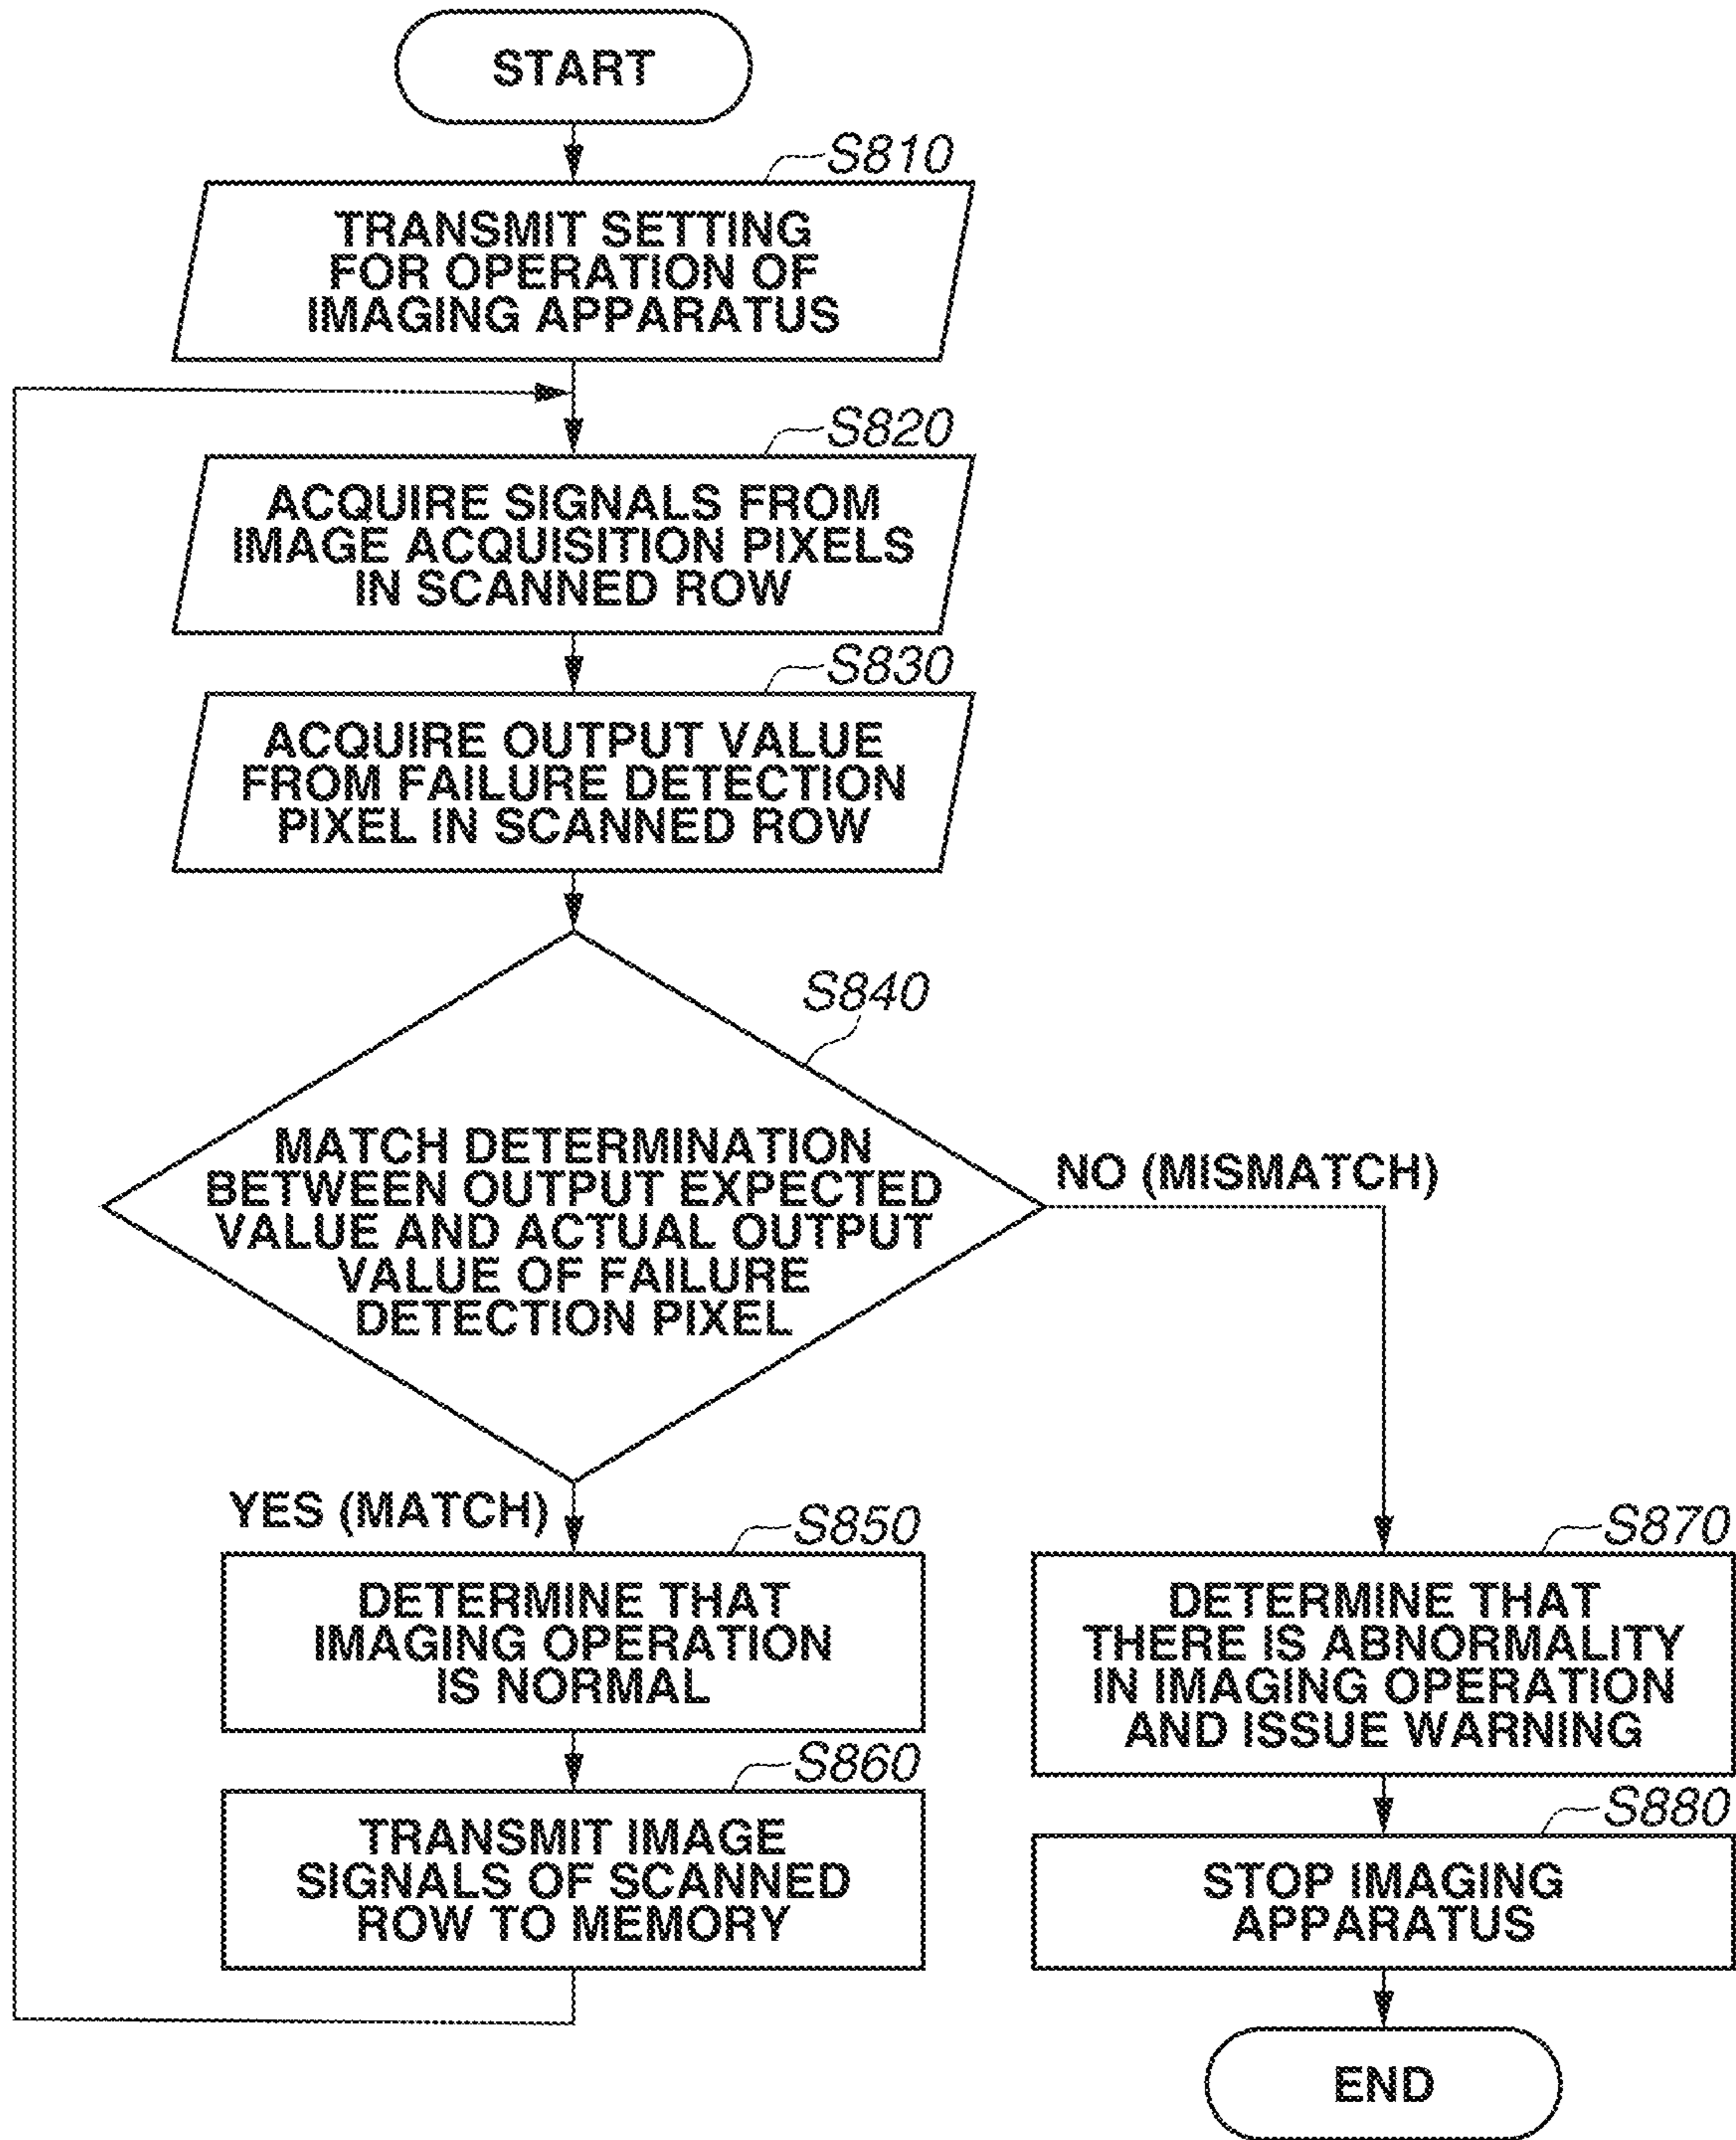 START
S810
TRANSMIT SETTING
FOR OPERATION OF
IMAGING APPARATUS
S820
ACQUIRE SIGNALS FROM
IMAGE ACQUISITION PIXELS
IN SCANNED ROW
S830
ACQUIRE OUTPUT VALUE
FROM FAILURE DETECTION
PIXEL IN SCANNED ROW
S840
MATCH DETERMINATION
BETWEEN OUTPUT EXPECTED
VALUE AND ACTUAL OUTPUT
VALUE OF FAILURE
DETECTION PIXEL
NO (MISMATCH)
YES (MATCH)
S850
DETERMINE THAT
IMAGING OPERATION
IS NORMAL
S860
TRANSMIT IMAGE
SIGNALS OF SCANNED
ROW TO MEMORY
S870
DETERMINE THAT
THERE IS ABNORMALITY
IN IMAGING OPERATION
AND ISSUE WARNING
S880
STOP IMAGING
APPARATUS
END